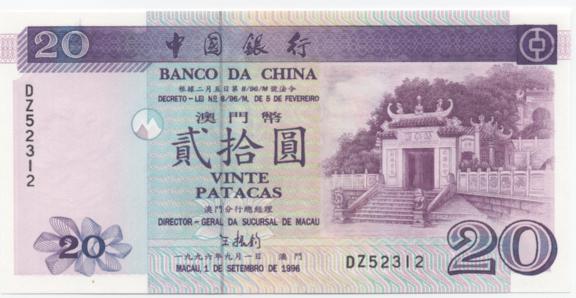 20 中國銀行
BANCO DA CHINA
根據二月五日第8/96/M號法令
DECRETO-LEI Nº 8/96/M, DE 5 DE FEVEREIRO
DZ52312
澳門幣
貳拾圓
VINTE
PATACAS
澳門分行總經理
DIRECTOR-GERAL DA SUCURSAL DE MACAU
一九九六年九月一日 澳門
MACAU, 1 DE SETEMBRO DE 1996
20
DZ52312
20